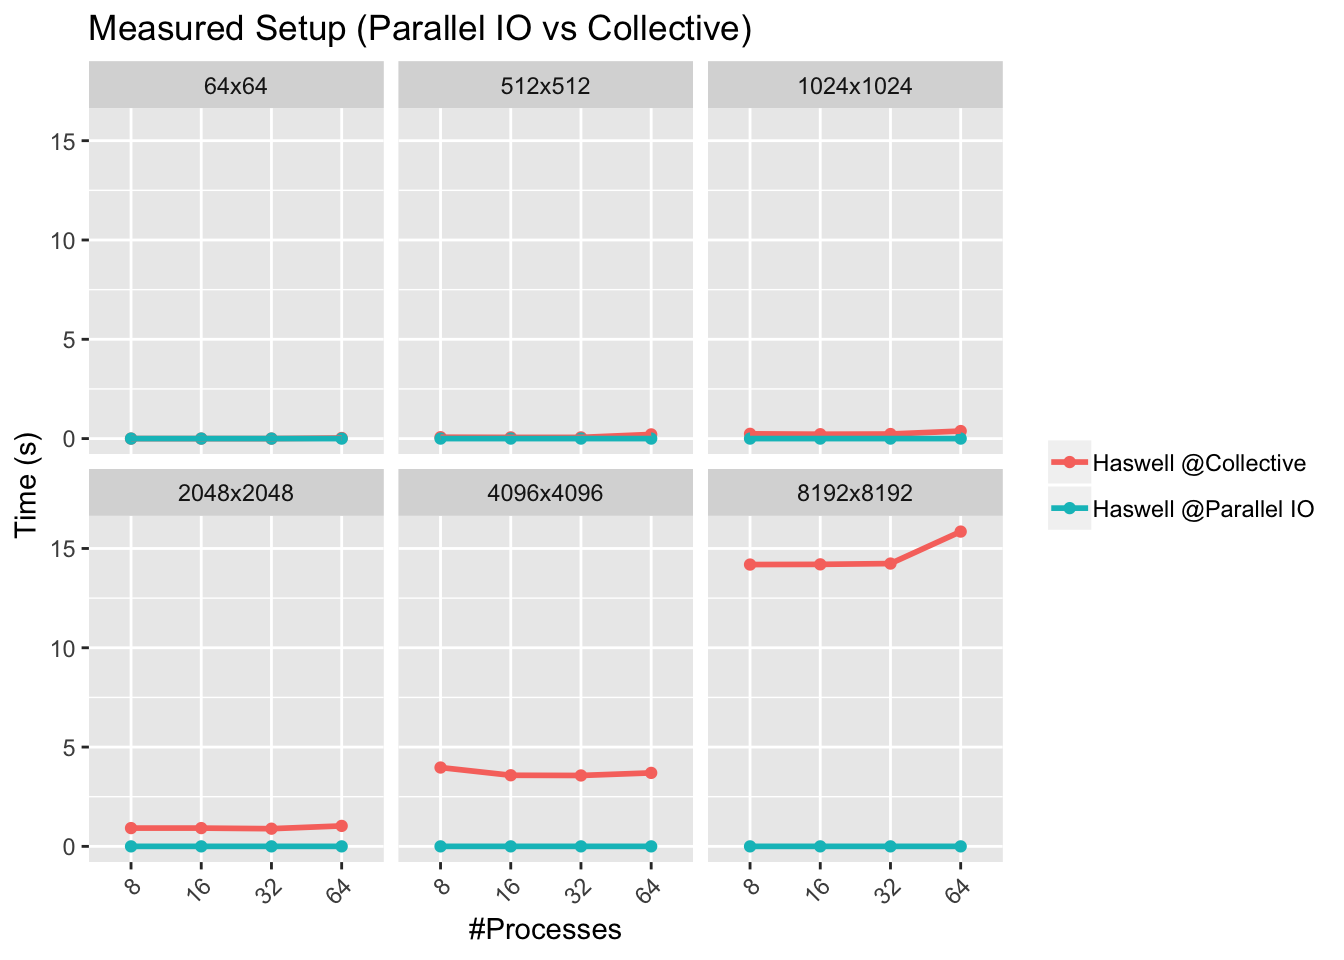 Measured Setup (Parallel IO vs Collective)
64x64
512x512
1024x1024
15
10
5
0
2048x2048
4096x4096
8192x8192
15
10
5
0
8
16
32
64
8
16
32
64
8
16
32
64
#Processes
Time (s)
Haswell @Collective
Haswell @Parallel IO